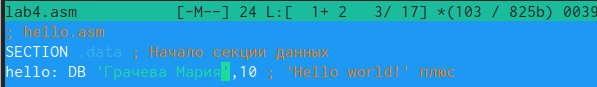 lab4.asm [-M--] 24 L:[ 1+ 2 3/ 17] *(103 / 825b) 0039
; hello.asm
SECTION .data ; Начало секции данных
hello: DB 'Грачева Мария',10 ; 'Hello world!' плюс